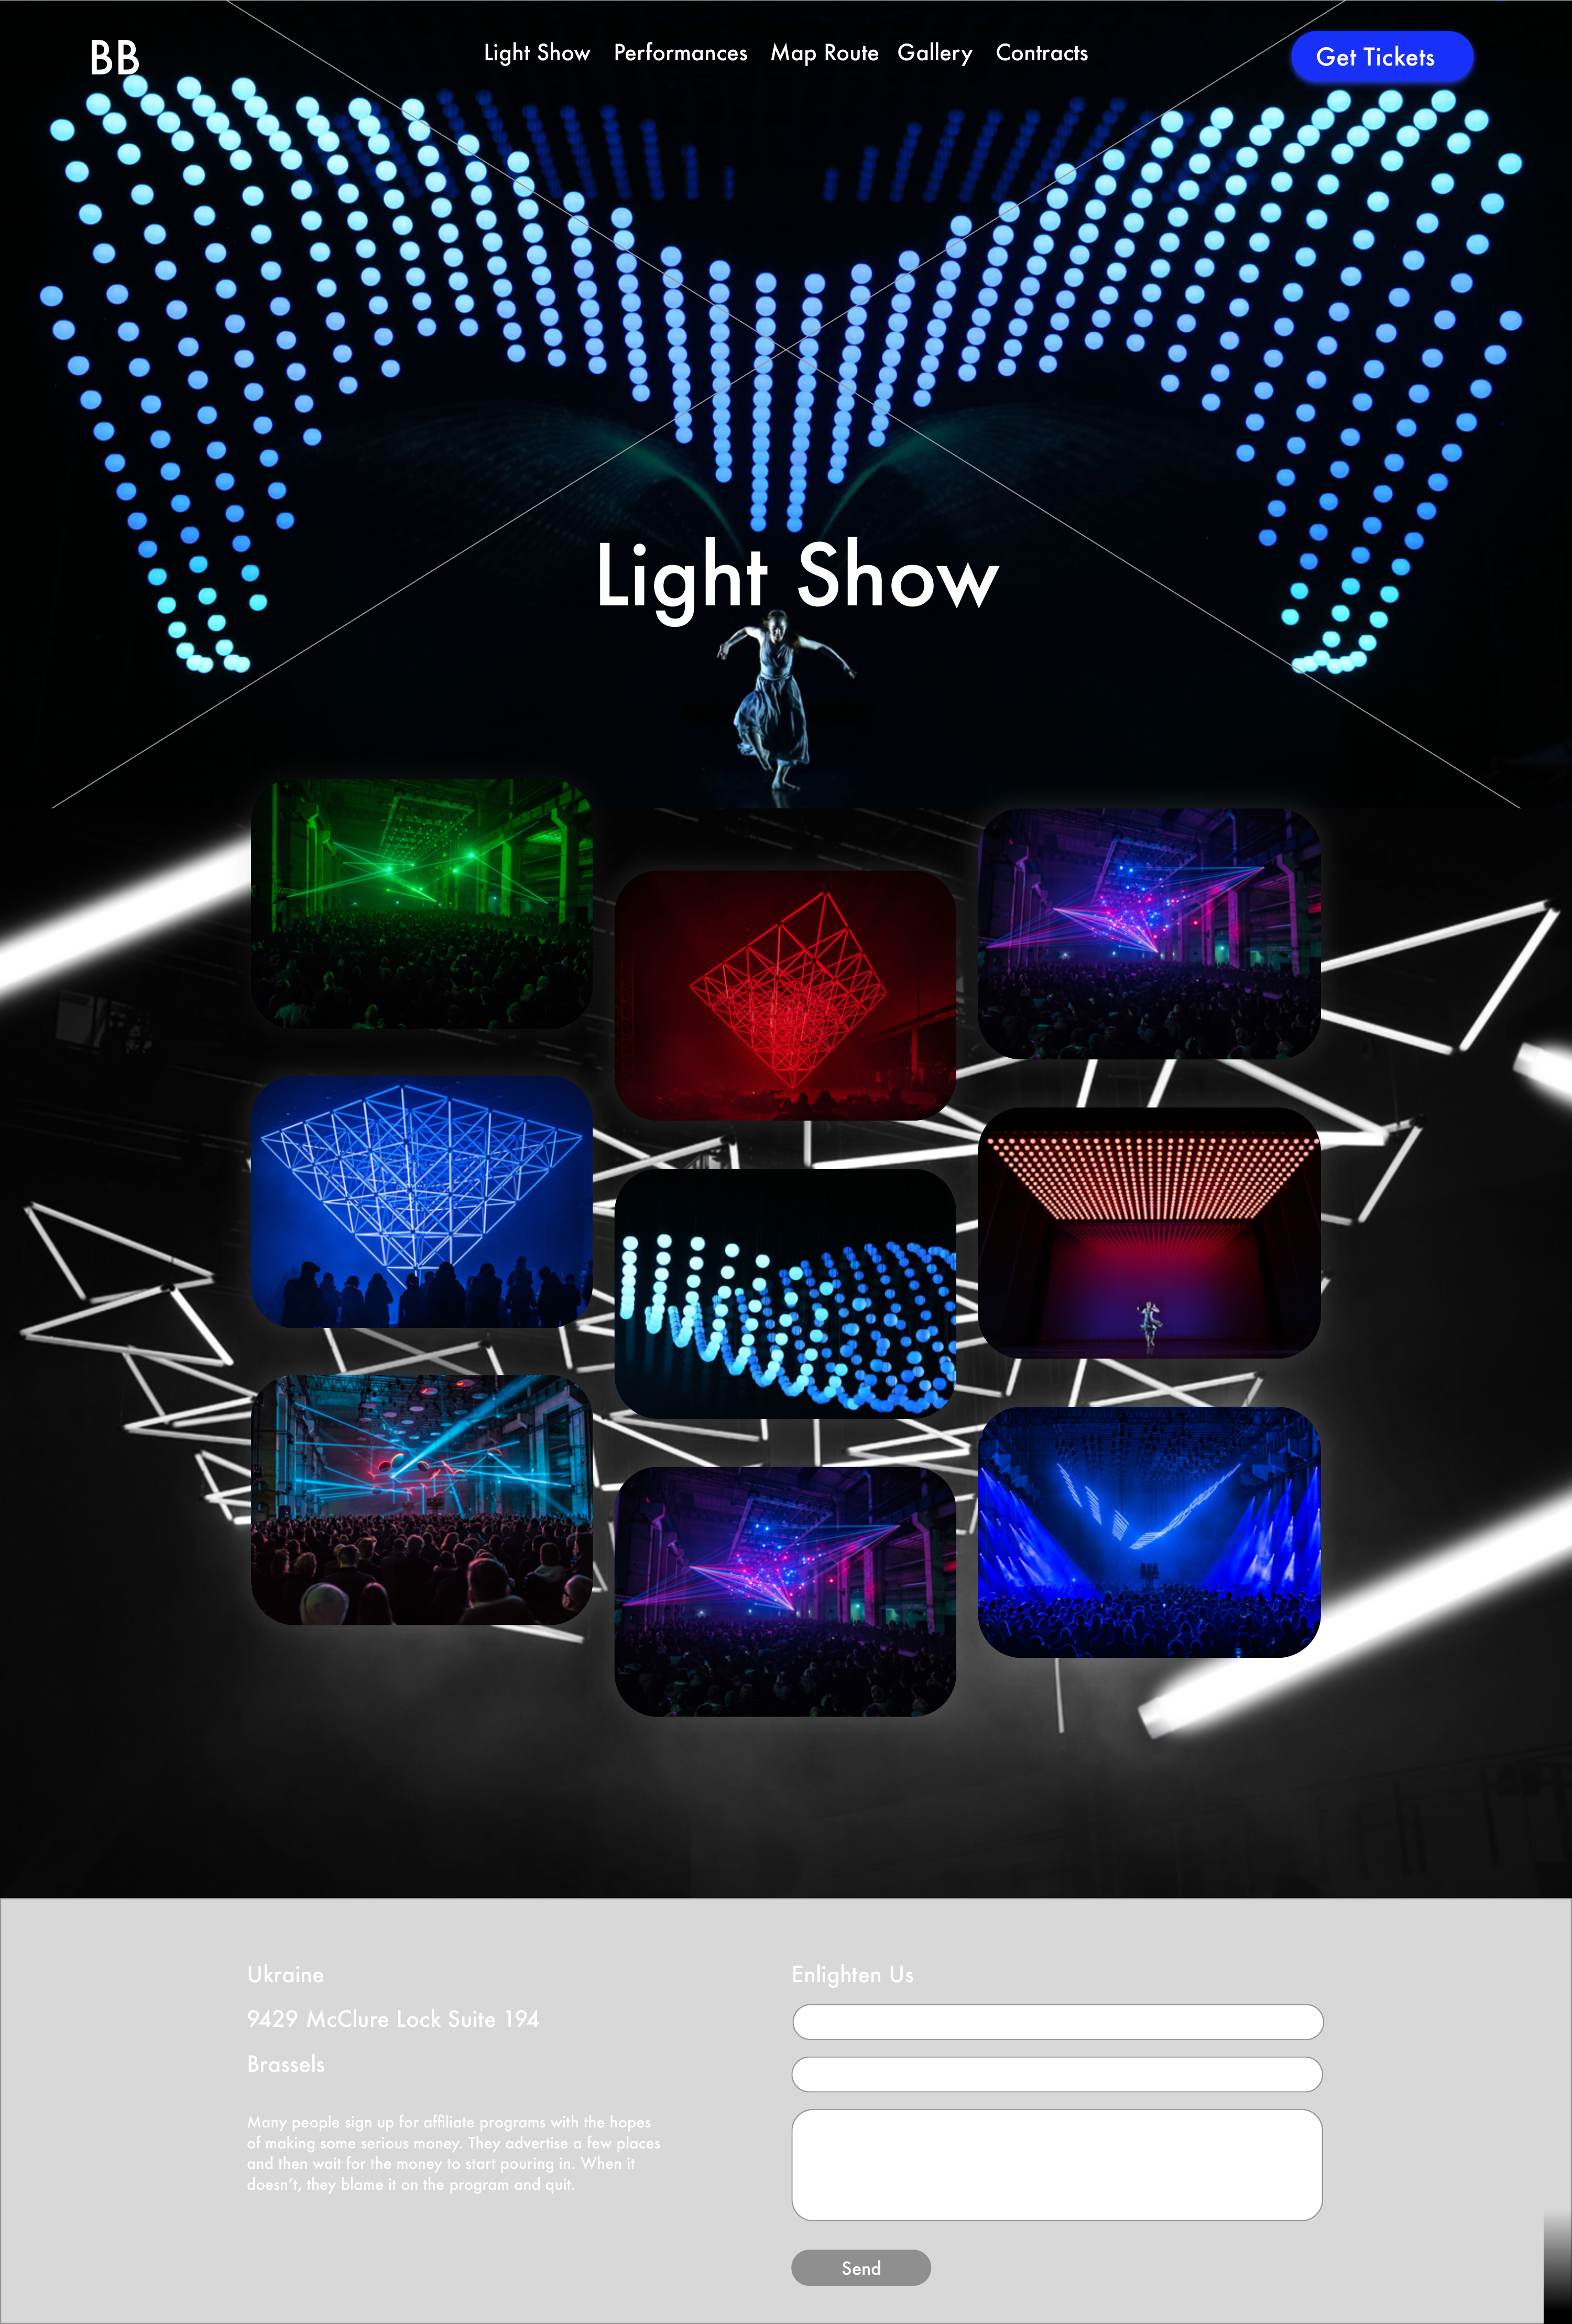 BB
Light Show Performances Map Route Gallery Contracts
Get Tickets
Light Show
Ukraine
9429 McClure Lock Suite 194
Brassels
Many people sign up for affiliate programs with the hopes
of making some serious money. They advertise a few places
and then wait for the money to start pouring in. When it
doesn't, they blame it on the program and quit.
Enlighten Us
Send